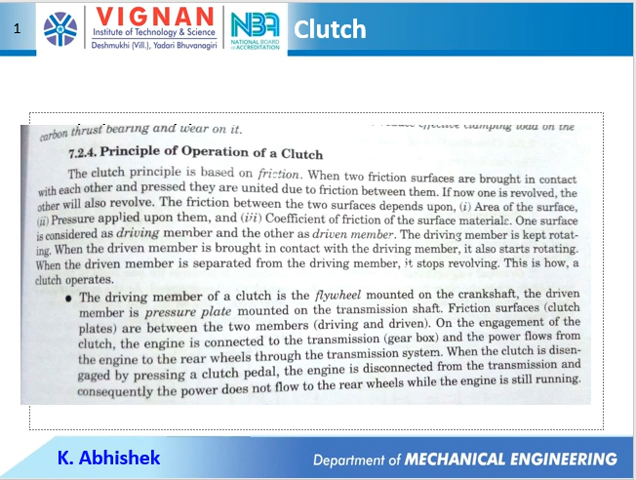 1
VIGNAN
Institute of Technology & Science
Deshmukhi (Vill.), Yadari Bhuvanagiri
NBA
NATIONAL BOARD
of ACCREDITATION
Clutch
carbon thrust bearing and wear on it.
effective clamping load on the
7.2.4. Principle of Operation of a Clutch
The clutch principle is based on friction. When two friction surfaces are brought in contact
with each other and pressed they are united due to friction between them. If now one is revolved, the
other will also revolve. The friction between the two surfaces depends upon, (i) Area of the surface,
(ii) Pressure applied upon them, and (iii) Coefficient of friction of the surface materials. One surface
is considered as driving member and the other as driven member. The driving member is kept rotat-
ing. When the driven member is brought in contact with the driving member, it also starts rotating.
When the driven member is separated from the driving member, it stops revolving. This is how, a
clutch operates.
• The driving member of a clutch is the flywheel mounted on the crankshaft, the driven
member is pressure plate mounted on the transmission shaft. Friction surfaces (clutch
plates) are between the two members (driving and driven). On the engagement of the
clutch, the engine is connected to the transmission (gear box) and the power flows from
the engine to the rear wheels through the transmission system. When the clutch is disen-
gaged by pressing a clutch pedal, the engine is disconnected from the transmission and
consequently the power does not flow to the rear wheels while the engine is still running.
K. Abhishek
Department of MECHANICAL ENGINEERING